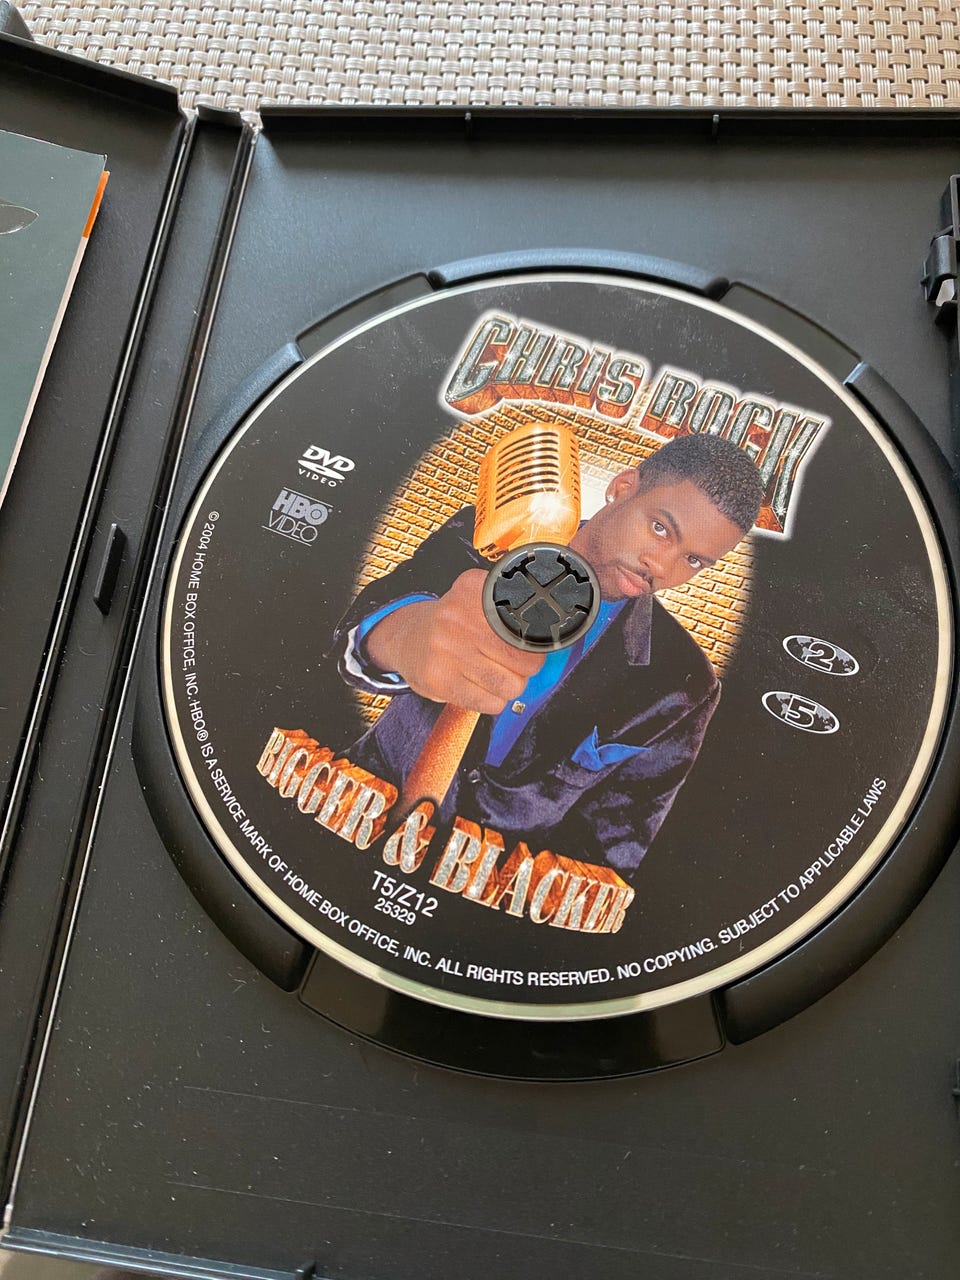 CHRIS ROCK
DVD
VIDEO
HBO
VIDEO
2
5
BIGGER & BLACKER
T5/Z12
25329
© 2004 HOME BOX OFFICE, INC. HBO® IS A SERVICE MARK OF HOME BOX OFFICE, INC. ALL RIGHTS RESERVED. NO COPYING. SUBJECT TO APPLICABLE LAWS